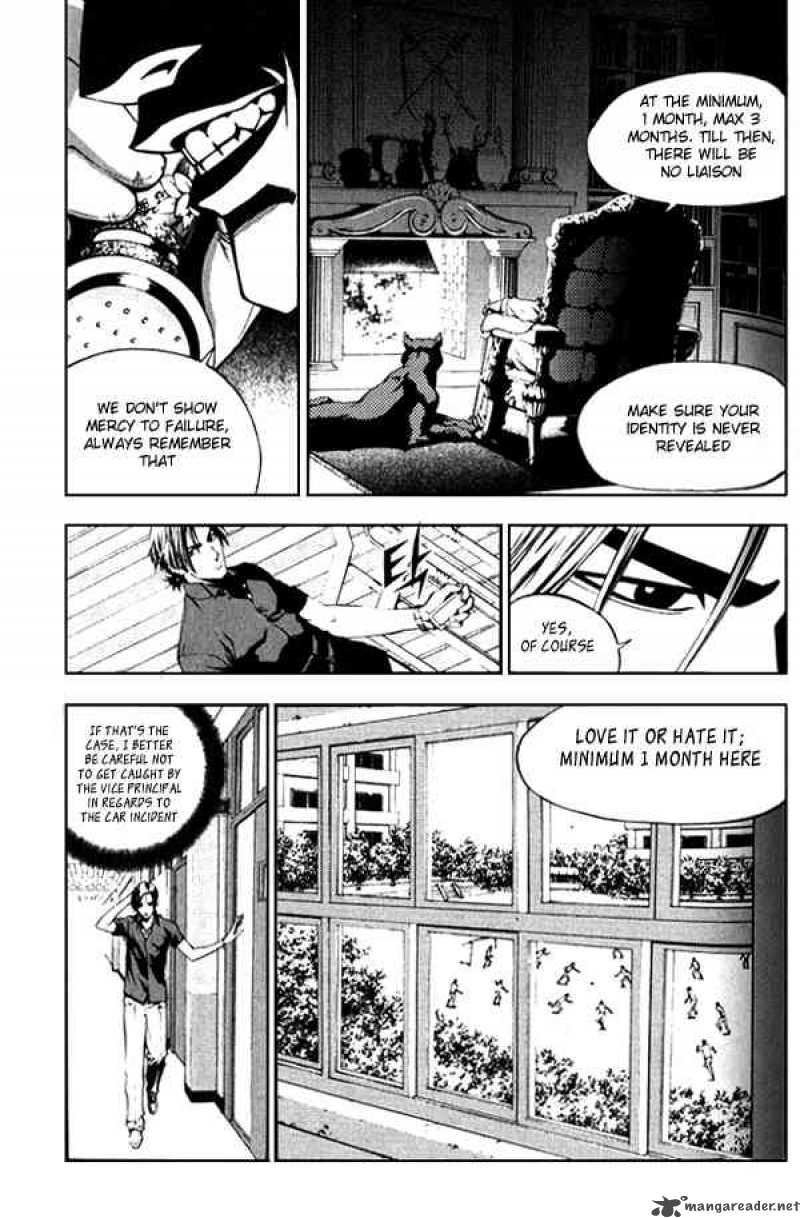 AT THE MINIMUM,
1 MONTH, MAX 3
MONTHS. TILL THEN,
THERE WILL BE
NO LIAISON
MAKE SURE YOUR
IDENTITY IS NEVER
REVEALED
WE DON'T SHOW
MERCY TO FAILURE,
ALWAYS REMEMBER
THAT
YES,
OF COURSE
LOVE IT OR HATE IT;
MINIMUM 1 MONTH HERE
IF THAT'S THE
CASE, I BETTER
BE CAREFUL NOT
TO GET CAUGHT BY
THE VICE PRINCIPAL
IN REGARDS TO
THE CAR INCIDENT
mangareader.net